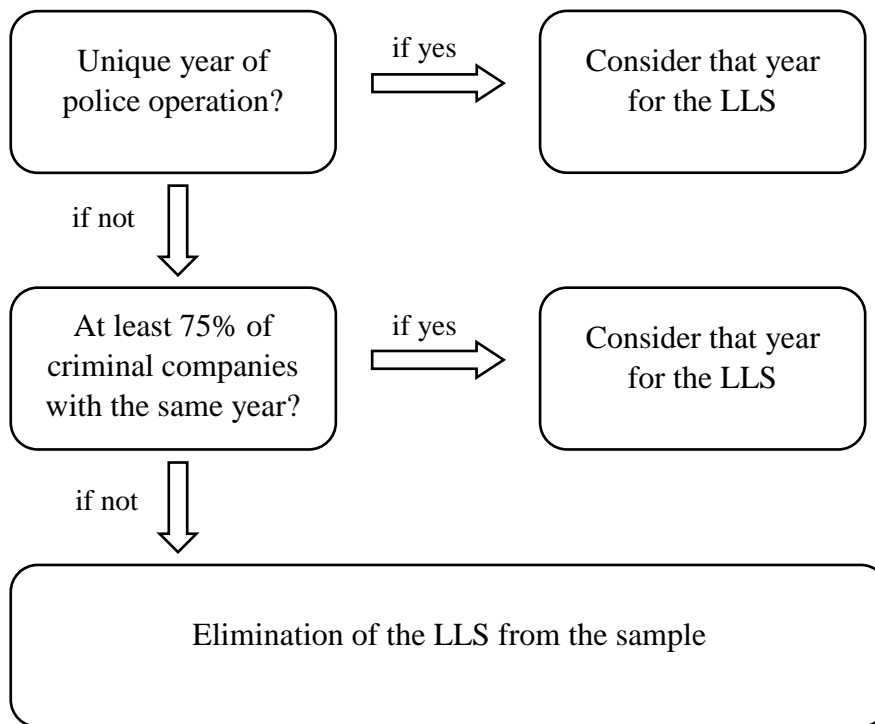 Unique year of
police operation?
if yes
Consider that year
for the LLS
if not
At least 75% of
criminal companies
with the same year?
if yes
Consider that year
for the LLS
if not
Elimination of the LLS from the sample